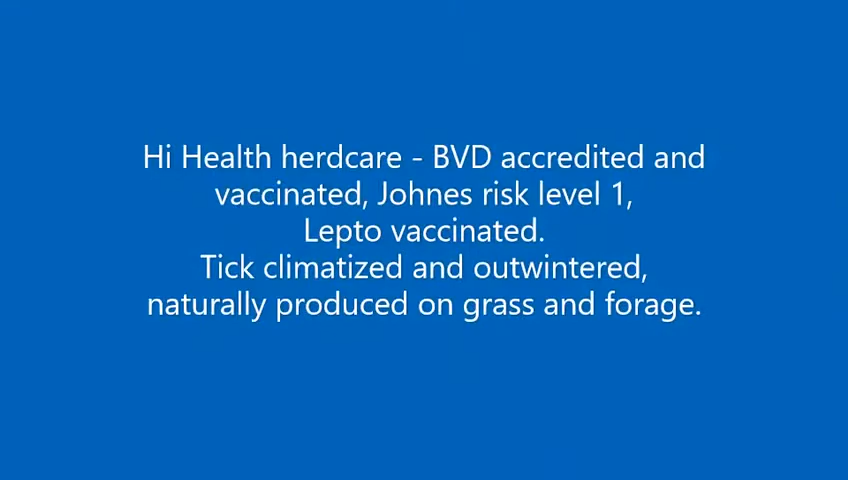 Hi Health herdcare - BVD accredited and
vaccinated, Johnes risk level 1,
Lepto vaccinated.
Tick climatized and outwintered,
naturally produced on grass and forage.